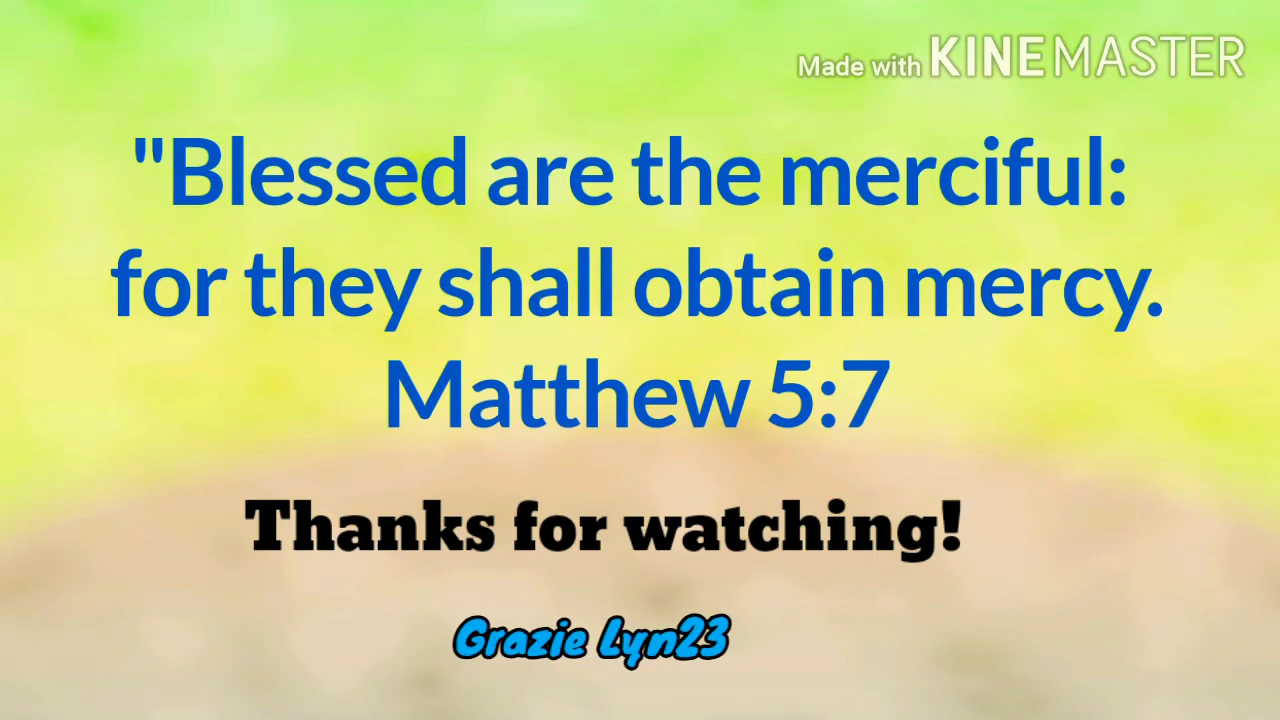 Made with KINEMASTER
"Blessed are the merciful:
for they shall obtain mercy.
Matthew 5:7
Thanks for watching!
Grazie Lyn23